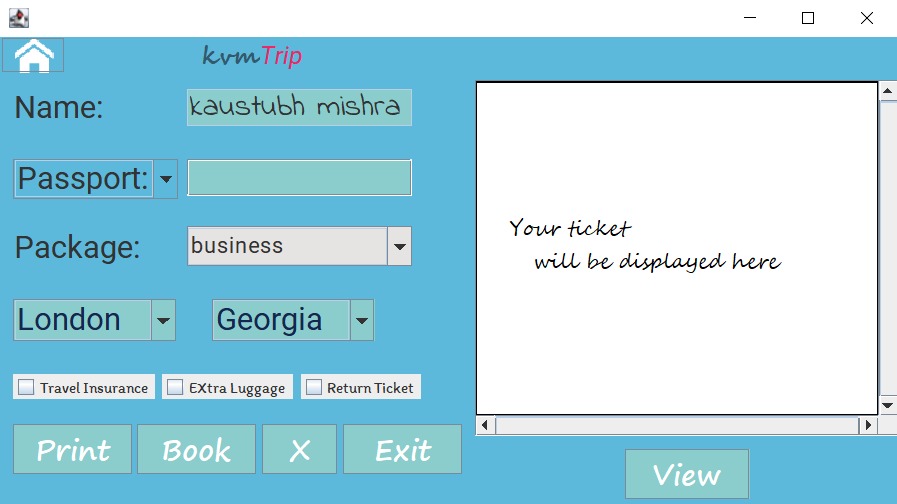 kvmTrip
Name: kaustubh mishra
Passport:
Package: business
London Georgia
Travel Insurance EXtra Luggage Return Ticket
Print Book X Exit
Your ticket
will be displayed here
View